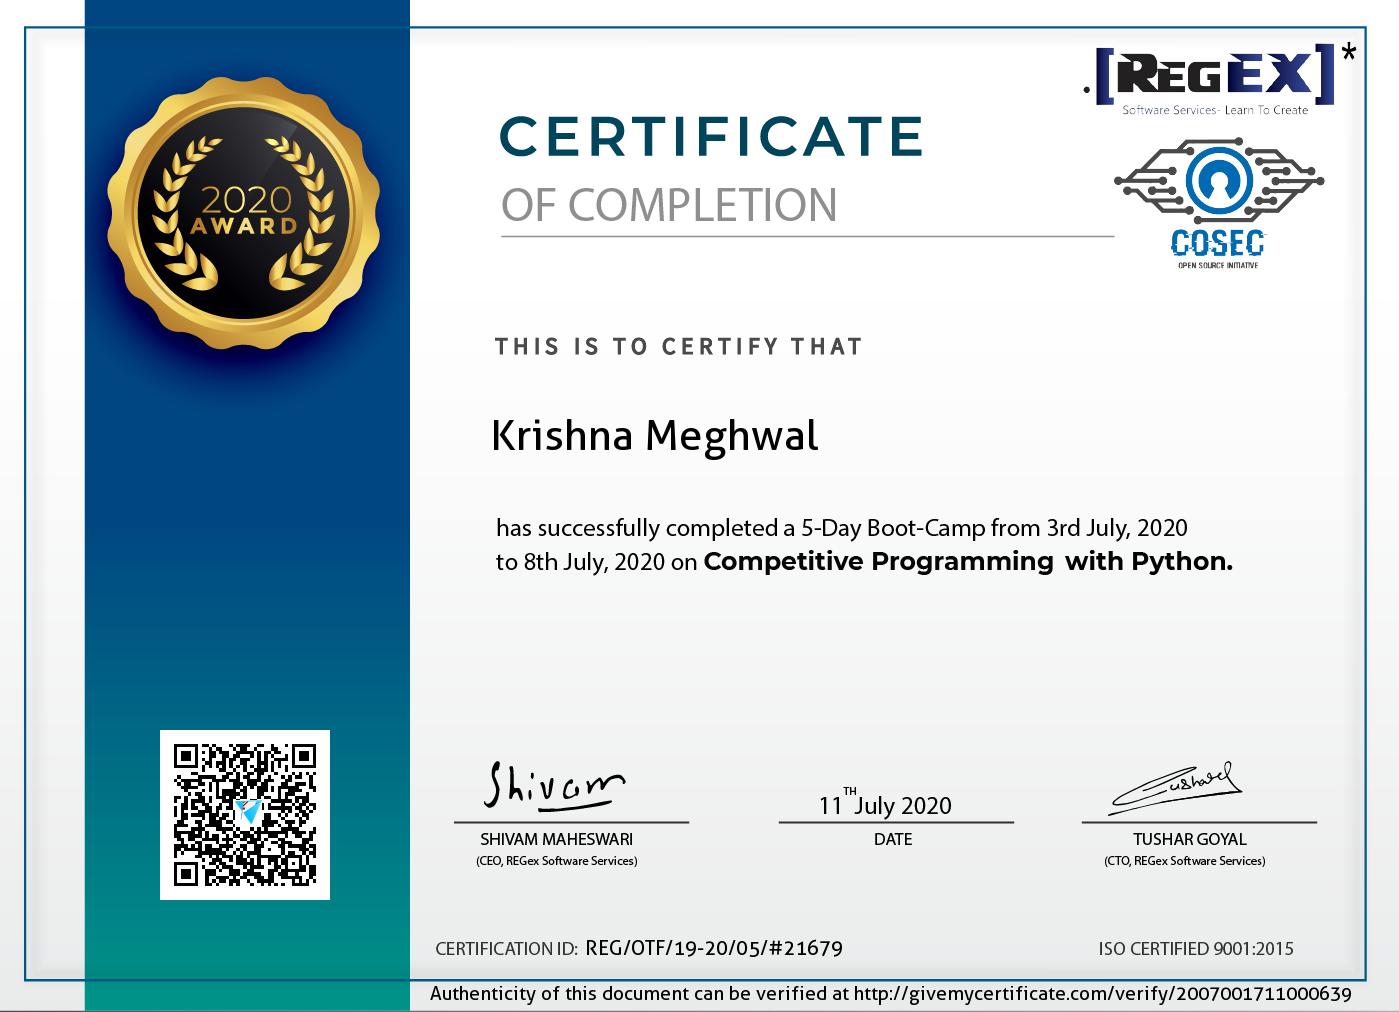 .[REGEX]*
Software Services- Learn To Create
CERTIFICATE
OF COMPLETION
2020
AWARD
COSEC
OPEN SOURCE INITIATIVE
THIS IS TO CERTIFY THAT
Krishna Meghwal
has successfully completed a 5-Day Boot-Camp from 3rd July, 2020
to 8th July, 2020 on Competitive Programming with Python.
Shivam
11TH July 2020
Tushar
SHIVAM MAHESWARI
DATE
TUSHAR GOYAL
(CEO, REGex Software Services)
(CTO, REGex Software Services)
CERTIFICATION ID: REG/OTF/19-20/05/#21679
ISO CERTIFIED 9001:2015
Authenticity of this document can be verified at http://givemycertificate.com/verify/2007001711000639